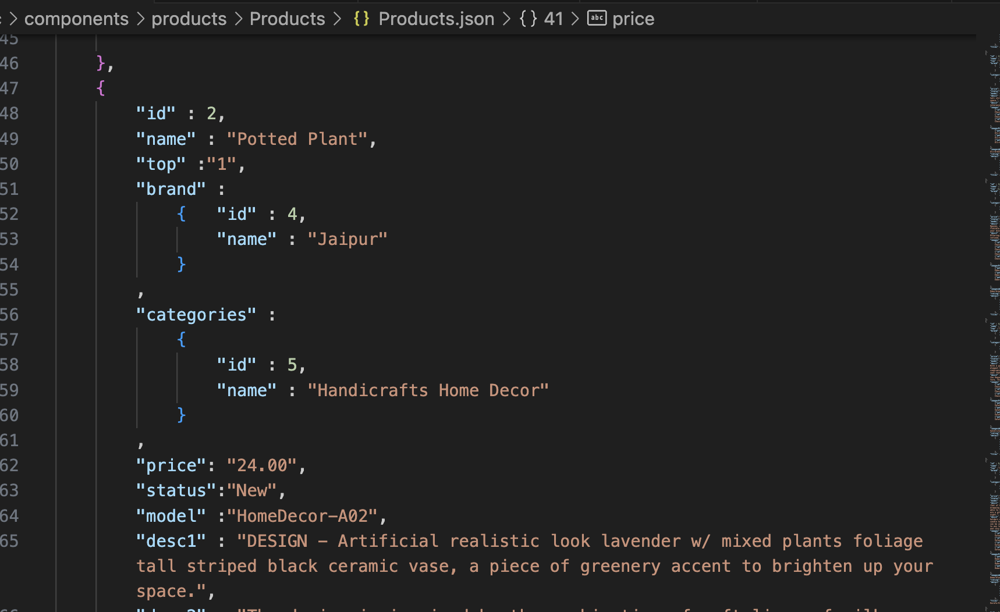 components > products > Products > {} Products.json > {} 41 > abc price
45
46 },
47 {
48 "id" : 2,
49 "name" : "Potted Plant",
50 "top" :"1",
51 "brand" :
52 { "id" : 4,
53 "name" : "Jaipur"
54 }
55 ,
56 "categories" :
57 {
58 "id" : 5,
59 "name" : "Handicrafts Home Decor"
60 }
61 ,
62 "price": "24.00",
63 "status":"New",
64 "model" :"HomeDecor-A02",
65 "desc1" : "DESIGN - Artificial realistic look lavender w/ mixed plants foliage
tall striped black ceramic vase, a piece of greenery accent to brighten up your
space.",